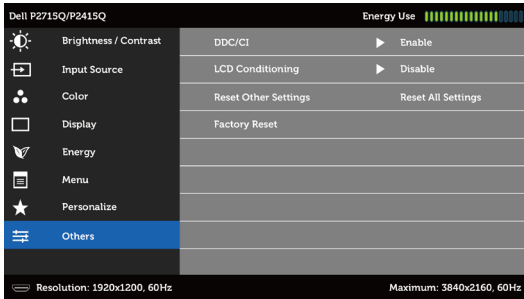 Dell P2715Q/P2415Q Energy Use
Brightness / Contrast DDC/CI Enable
Input Source LCD Conditioning Disable
Color Reset Other Settings Reset All Settings
Display Factory Reset
Energy
Menu
Personalize
Others
Resolution: 1920x1200, 60Hz Maximum: 3840x2160, 60Hz